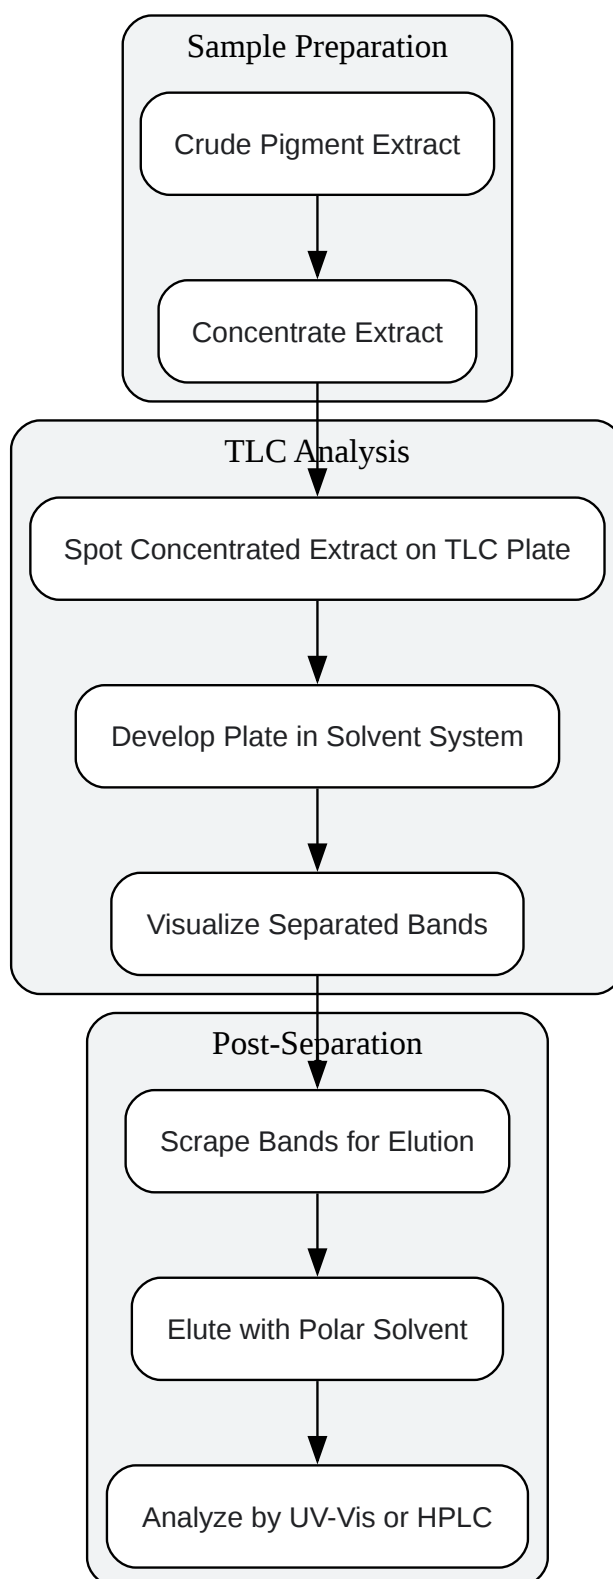 Sample Preparation
Crude Pigment Extract
Concentrate Extract
TLC Analysis
Spot Concentrated Extract on TLC Plate
Develop Plate in Solvent System
Visualize Separated Bands
Post-Separation
Scrape Bands for Elution
Elute with Polar Solvent
Analyze by UV-Vis or HPLC